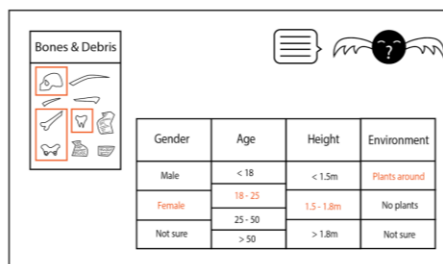 Bones & Debris
?
Gender Age Height Environment
Male < 18 < 1.5m Plants around
Female 18 - 25 1.5 - 1.8m No plants
25 - 50
Not sure > 50 > 1.8m Not sure